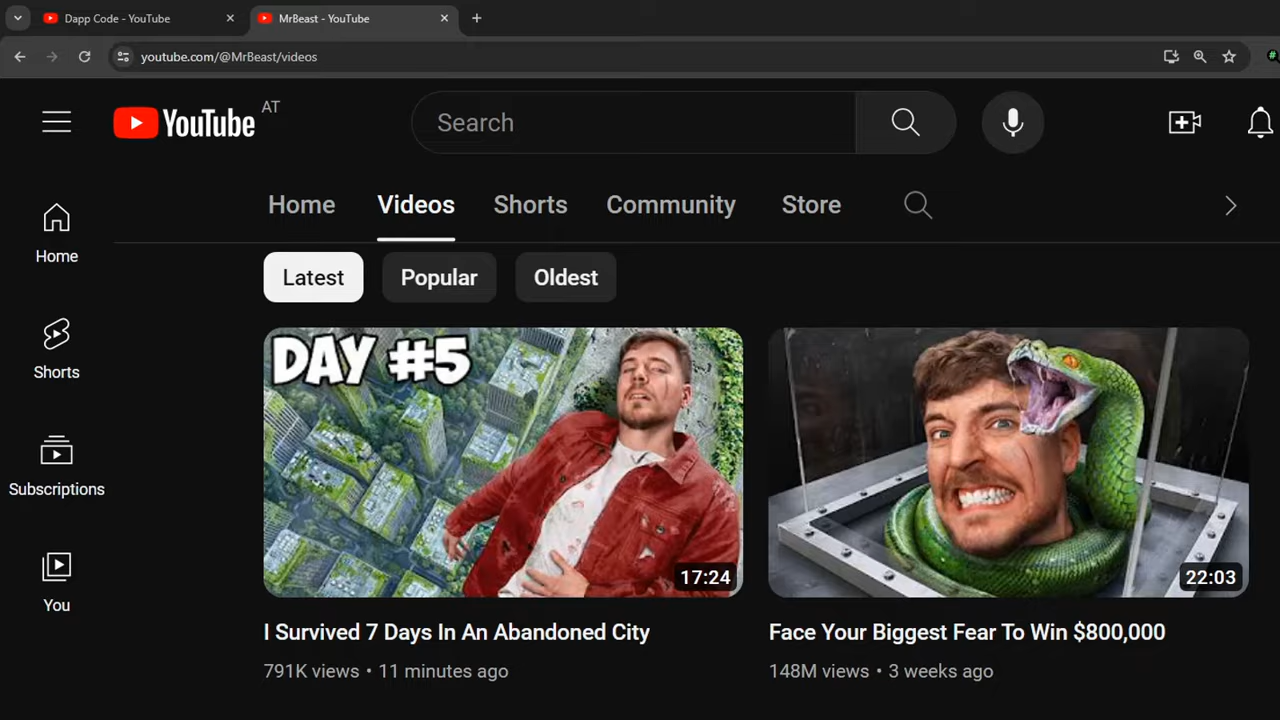 Dapp Code - YouTube
MrBeast - YouTube
youtube.com/@MrBeast/videos
YouTube AT
Search
Home Videos Shorts Community Store
Home
Latest Popular Oldest
Shorts
DAY #5
Subscriptions
17:24
22:03
You
I Survived 7 Days In An Abandoned City
Face Your Biggest Fear To Win $800,000
791K views • 11 minutes ago
148M views • 3 weeks ago